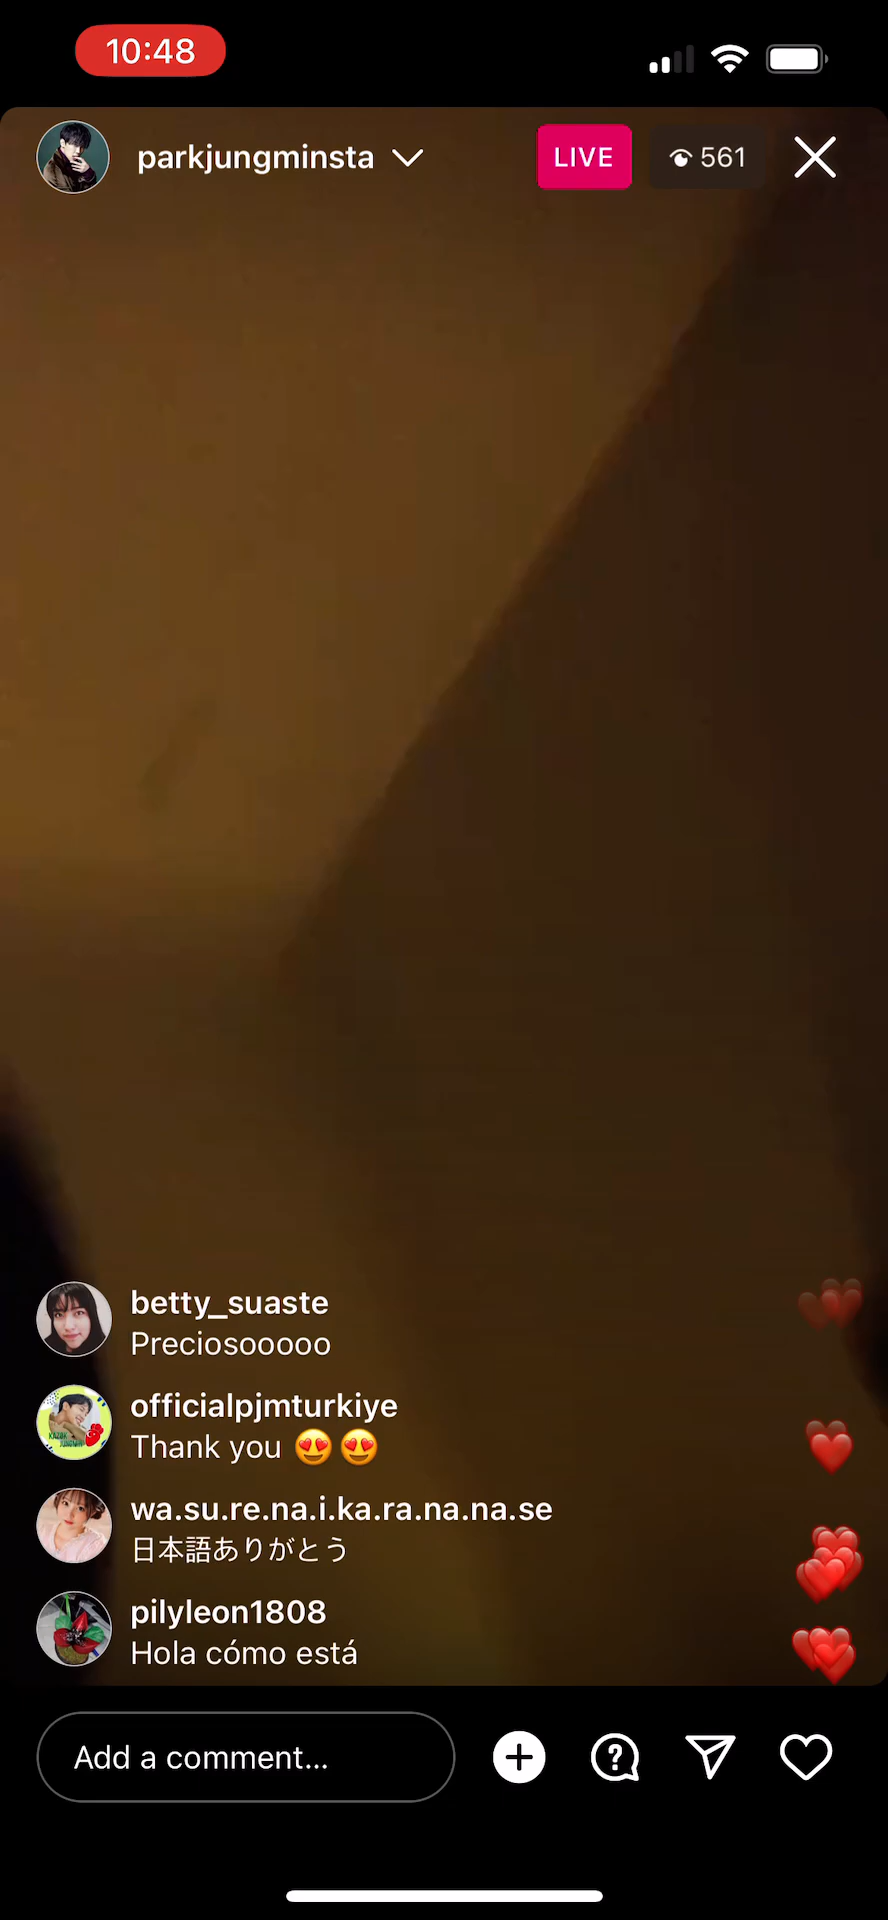 10:48
parkjungminsta
LIVE
561
betty_suaste
Preciosooooo
officialpjmturkiye
Thank you 😍😍
wa.su.re.na.i.ka.ra.na.na.se
日本語ありがとう
pilyleon1808
Hola cómo está
Add a comment...